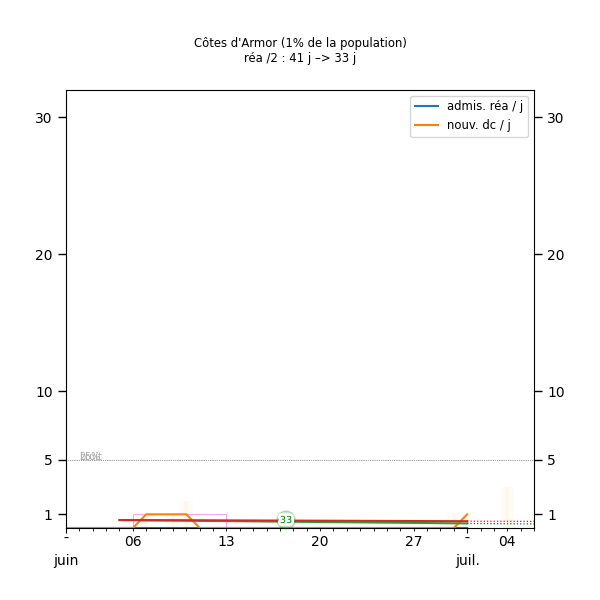 Côtes d'Armor (1% de la population)
réa /2 : 41 j –> 33 j
admis. réa / j
nouv. dc / j
30 30
20 20
10 10
5 5
1 1
33
- 06 13 20 27 - 04
juin juil.